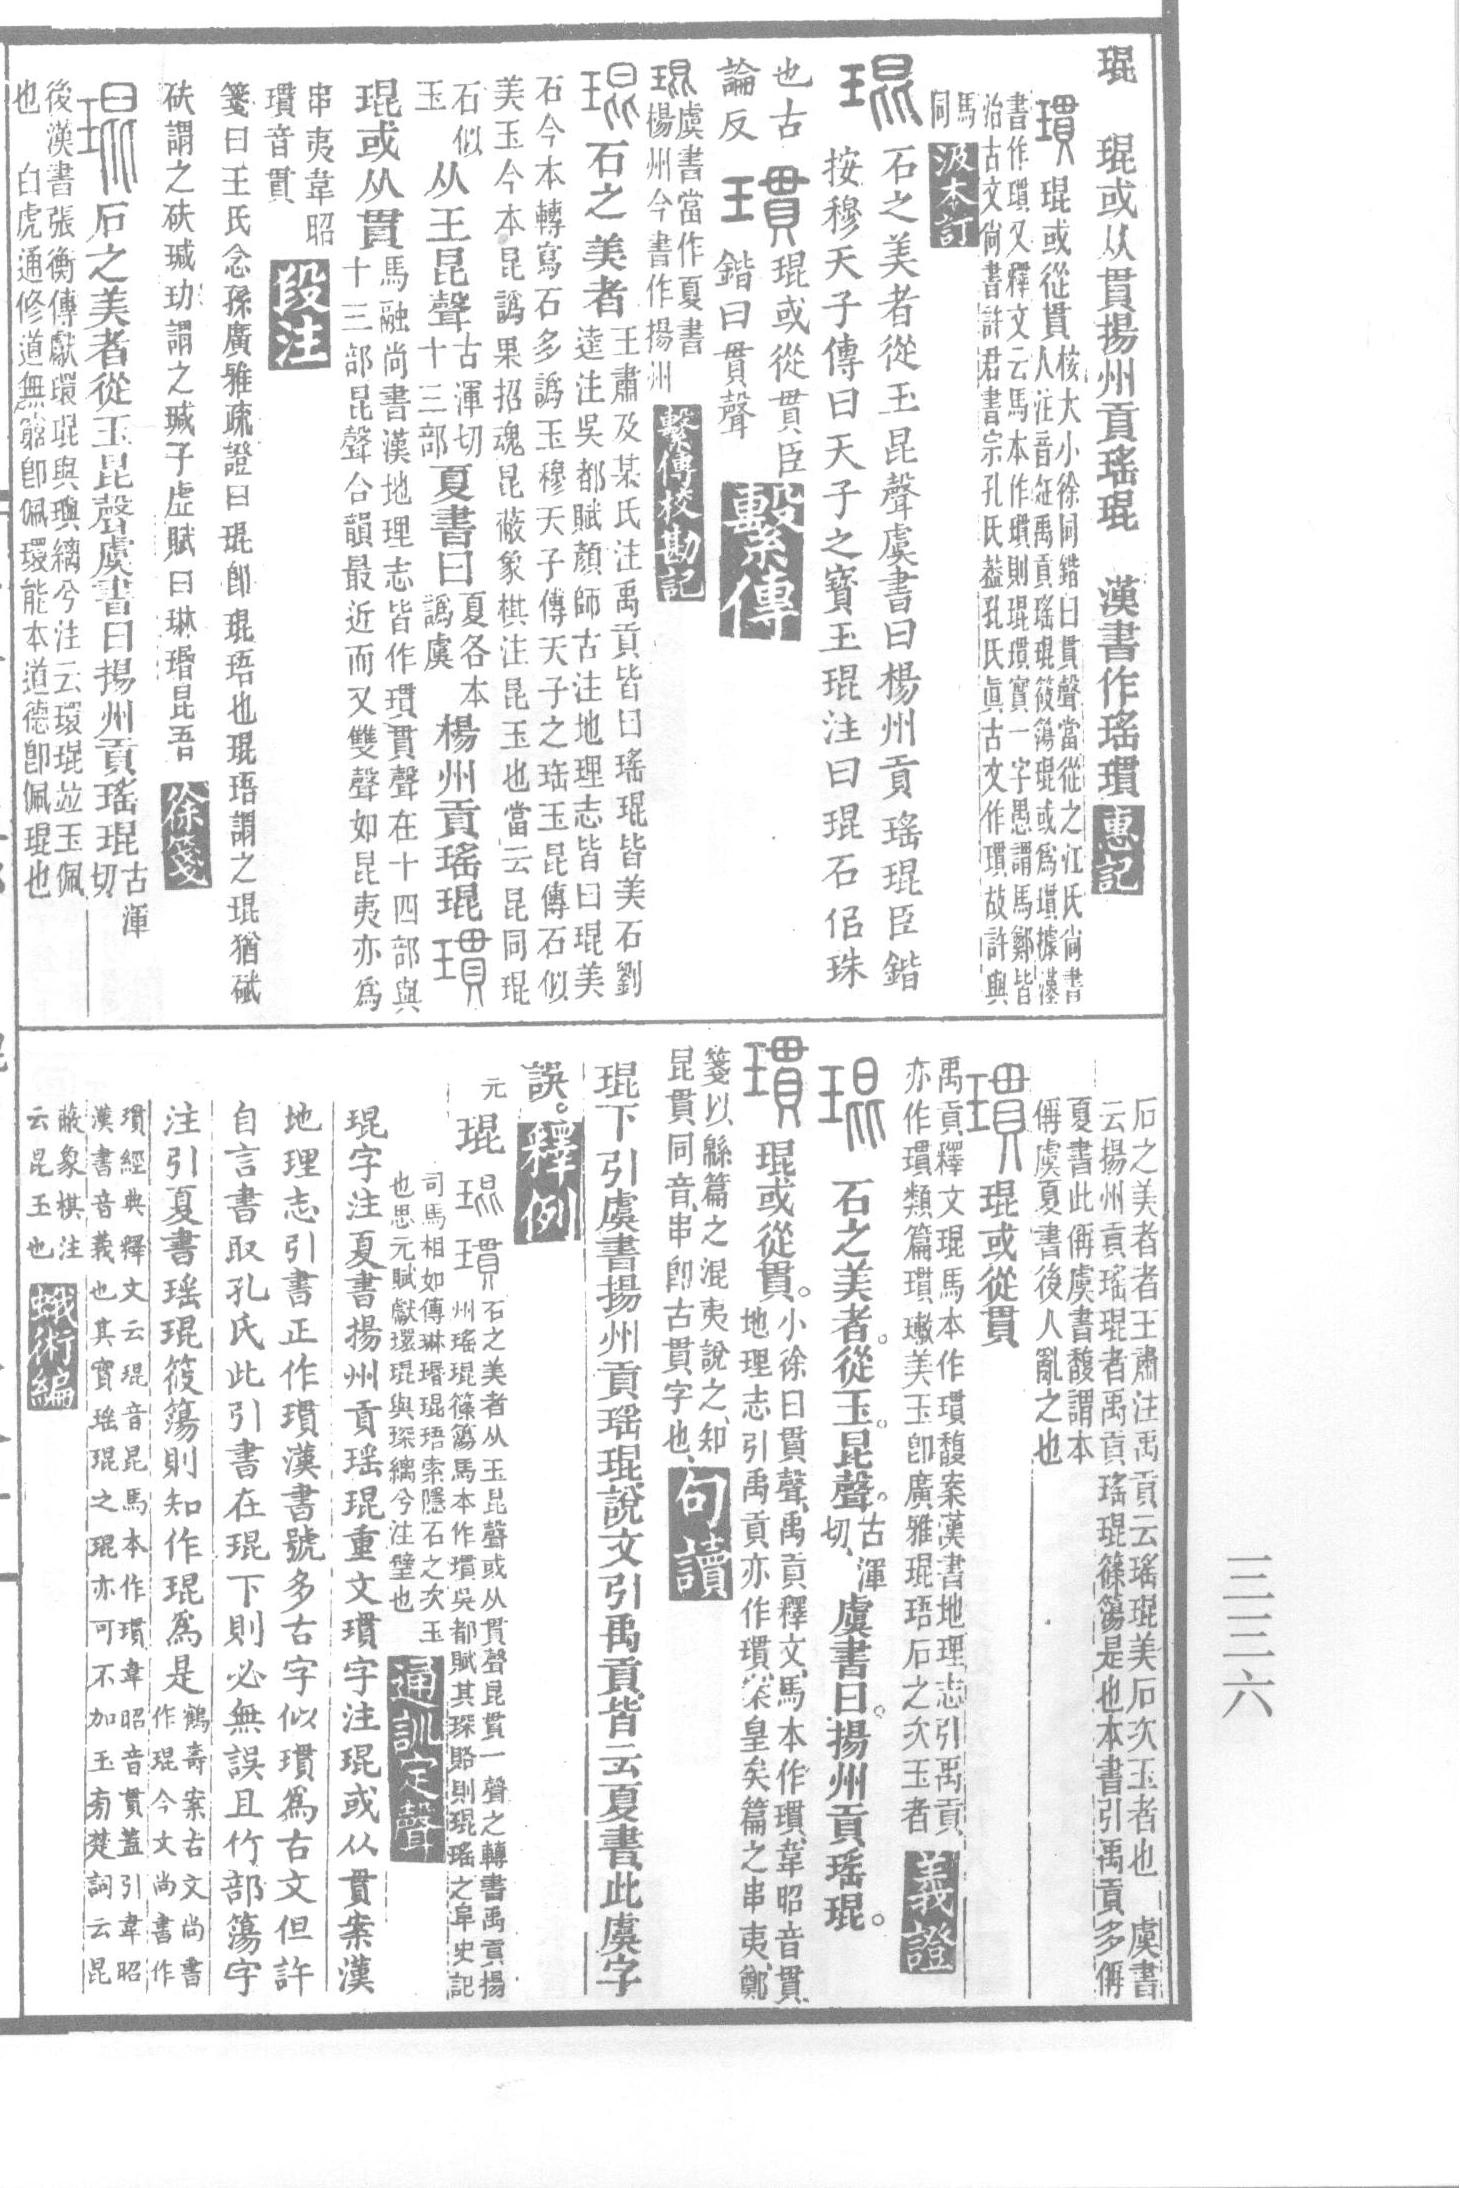 琨　琨或从貫揚州貢瑤琨　漢書作瑤瓚惠記
瑻琨或從貫
桉大小徐同鍇曰貫聲當從之江氏尚書
人注音疏禹貢瑤琨筱簜琨或為瑻據漢
書作瑻又釋文云馬本作瑻則琨瑻實一字愚謂馬鄭皆
治古文尚書許君書宗孔氏葢孔氏真古文作瑻故許與
馬
同
汲本訂
琨石之美者從玉昆聲虞書曰楊州貢瑤琨臣鍇
按穆天子傳曰天子之寶玉琨注曰琨石佀珠
也古
論反
瑻琨或從貫臣
鍇曰貫聲
繫傳
琨虞書當作夏書
楊州今書作揚州
繫傳校勘記
琨石之美者
王肅及某氏注禹貢皆曰瑤琨皆美石劉
逵注吳都賦顏師古注地理志皆曰琨美
石今本轉寫石多譌玉穆天子傳天子之珤玉昆傳石似
美玉今本昆譌果招魂昆蔽象棋注昆玉也當云昆同琨
石似
玉
从王昆聲
古渾切
十三部
夏書曰
夏各本
譌虞
楊州貢瑤琨
瑻
琨或从貫
馬融尚書漢地理志皆作瑻貫聲在十四部與
十三部昆聲合韻最近而又雙聲如昆夷亦為
串夷韋昭
瑻音貫
段注
箋曰王氏念孫廣雅疏證曰琨卽琨珸也琨珸謂之琨猶碔
砆謂之砆瑊玏謂之瑊子虛賦曰琳瑉昆吾
徐箋
琨石之美者從玉昆聲虞書曰揚州貢瑤琨
古渾
切
後漢書張衡傳獻環琨與璵縭兮注云環琨竝玉佩
也　白虎通修道無窮卽佩環能本道德卽佩琨也
石之美者者王肅注禹貢云瑤琨美石次玉者也　虞書
云揚州貢瑤琨者禹貢瑤琨篠簜是也本書引禹貢多偁
夏書此偁虞書馥謂本
偁虞夏書後人亂之也
瑻琨或從貫
禹貢釋文琨馬本作瑻馥案漢書地理志引禹貢
亦作瑻類篇瑻璥美玉卽廣雅琨珸石之次玉者
義證
琨石之美者。從玉。昆聲。
古渾
切、
虞書曰。揚州貢瑤琨。
瑻琨或從貫。
小徐曰貫聲、禹貢釋文、馬本作瑻、韋昭音貫、
地理志引禹貢亦作瑻、案皇矣篇之串夷、鄭
箋以緜篇之混夷說之、知
昆貫同音、串卽古貫字也、
句讀
琨下引虞書揚州貢瑤琨、說文引禹貢、皆云夏書、此虞字
誤。
釋例
元
琨
琨
瑻
石之美者从玉昆聲或从貫聲昆貫一聲之轉書禹貢揚
州瑤琨篠簜馬本作瑻吳都賦其琛賂則琨瑤之阜史記
司馬相如傳琳瑉琨珸索隱石之次玉
也思元賦獻環琨與琛縭兮注璧也
通訓定聲
琨字注夏書揚州貢瑤琨重文瑻字注琨或从貫案漢
地理志引書正作瑻漢書號多古字似瑻為古文但許
自言書取孔氏此引書在琨下則必無誤且竹部簜字
注引夏書瑤琨筱簜則知作琨為是
鶴壽案古文尚書
作琨今文尚書作
瑻經典釋文云琨音昆馬本作瑻韋昭音貫蓋引韋昭
漢書音義也其實瑤琨之琨亦可不加玉旁楚詞云昆
蔽象棋注
云昆玉也
蛾術編
三三六